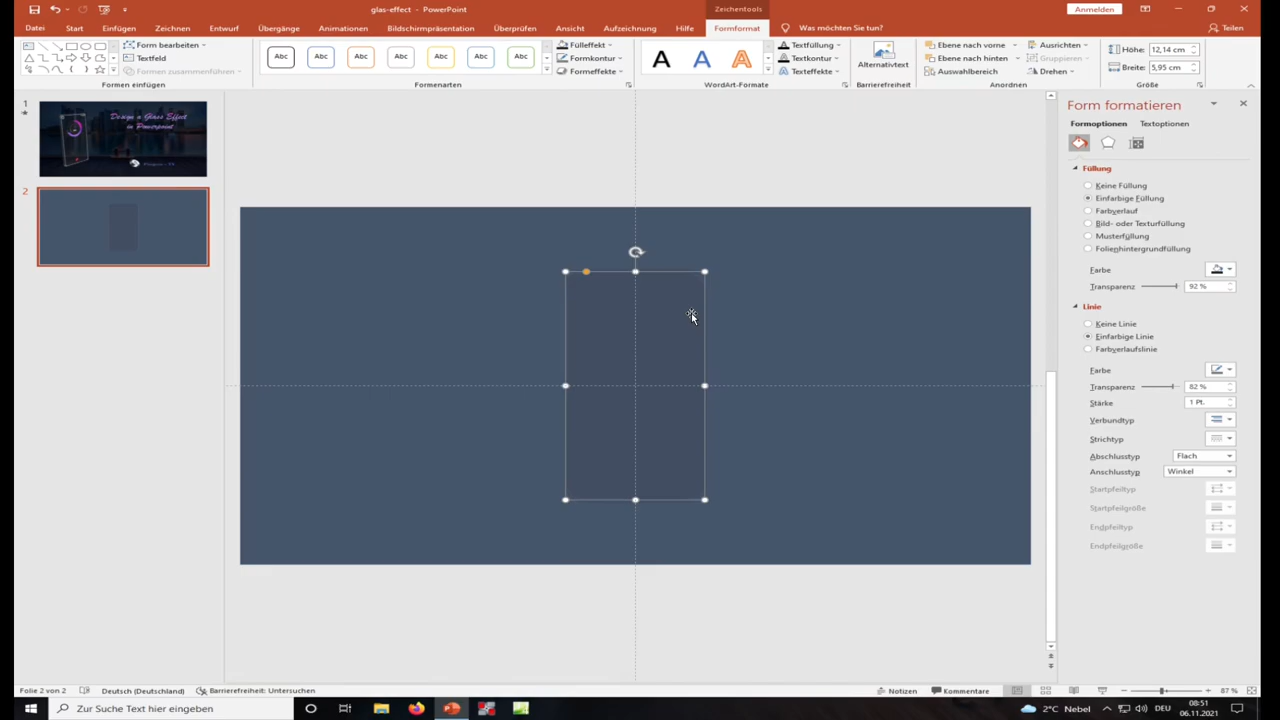 glas-effect - PowerPoint
Zeichentools
Anmelden
Datei Start Einfügen Zeichnen Entwurf Übergänge Animationen Bildschirmpräsentation Überprüfen Ansicht Aufzeichnung Hilfe Formformat Was möchten Sie tun? Teilen
Form bearbeiten
Textfeld
Formen zusammenführen
Formen einfügen
Abc Abc Abc Abc Abc Abc Abc
Formenarten
Fülleffekt
Formkontur
Formeffekte
A A A
WordArt-Formate
Textfüllung
Textkontur
Texteffekte
Alternativtext
Barrierefreiheit
Ebene nach vorne
Ebene nach hinten
Auswahlbereich
Ausrichten
Gruppieren
Drehen
Anordnen
Höhe: 12,14 cm
Breite: 5,95 cm
Größe
1
Design a Glass Effect
in Powerpoint
2
Form formatieren
Formoptionen Textoptionen
Füllung
Keine Füllung
Einfarbige Füllung
Farbverlauf
Bild- oder Texturfüllung
Musterfüllung
Folienhintergrundfüllung
Farbe
Transparenz 92 %
Linie
Keine Linie
Einfarbige Linie
Farbverlaufslinie
Farbe
Transparenz 82 %
Stärke 1 Pt.
Verbundtyp
Strichtyp
Abschlusstyp Flach
Anschlusstyp Winkel
Startpfeiltyp
Startpfeilgröße
Endpfeiltyp
Endpfeilgröße
Folie 2 von 2 Deutsch (Deutschland) Barrierefreiheit: Untersuchen Notizen Kommentare 87 %
Zur Suche Text hier eingeben
2°C Nebel
DEU
08:51
06.11.2021